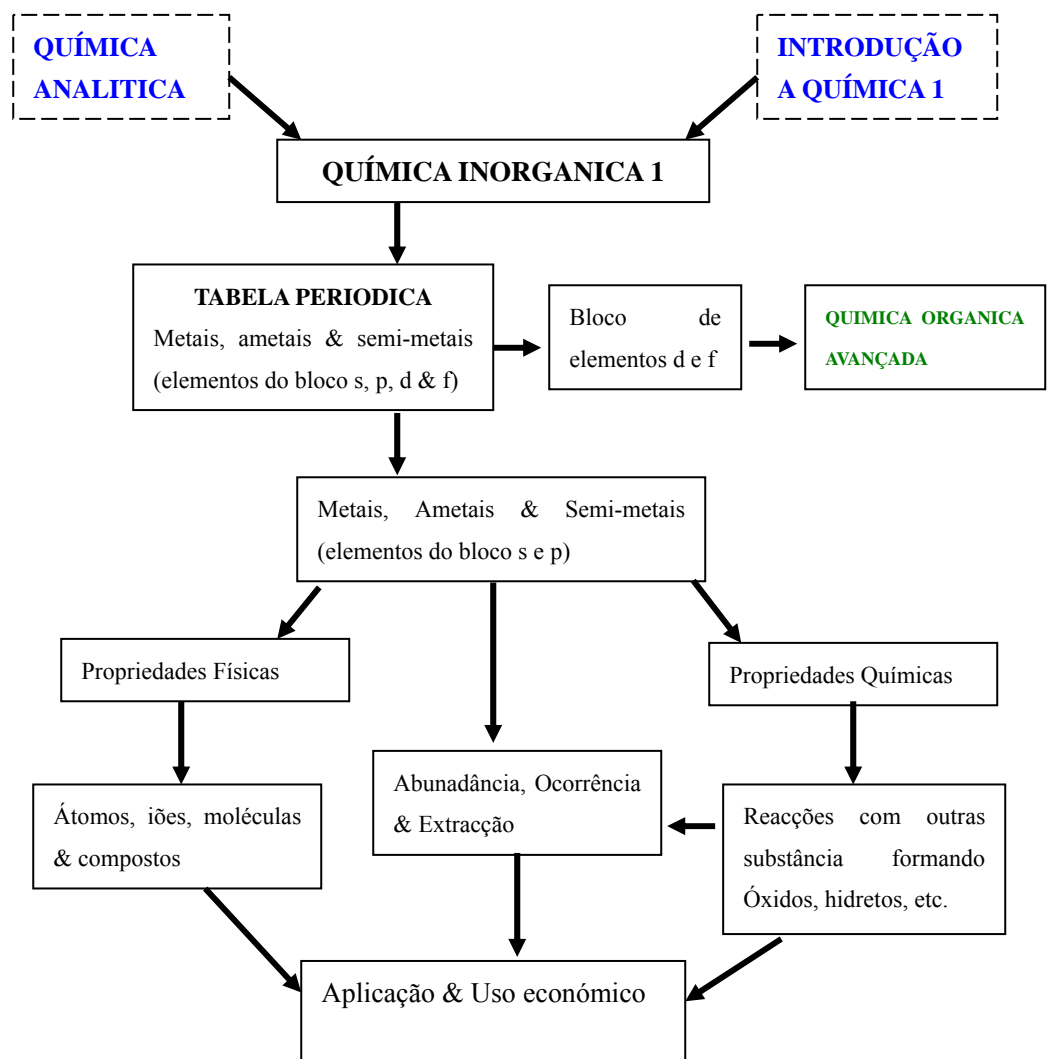 QUÍMICA
ANALITICA
INTRODUÇÃO
A QUÍMICA 1
QUÍMICA INORGANICA 1
TABELA PERIODICA
Metais, ametais & semi-metais
(elementos do bloco s, p, d & f)
Bloco de
elementos d e f
QUIMICA ORGANICA
AVANÇADA
Metais, Ametais & Semi-metais
(elementos do bloco s e p)
Propriedades Físicas
Propriedades Químicas
Átomos, iões, moléculas
& compostos
Abunadância, Ocorrência
& Extracção
Reacções com outras
substância formando
Óxidos, hidretos, etc.
Aplicação & Uso económico